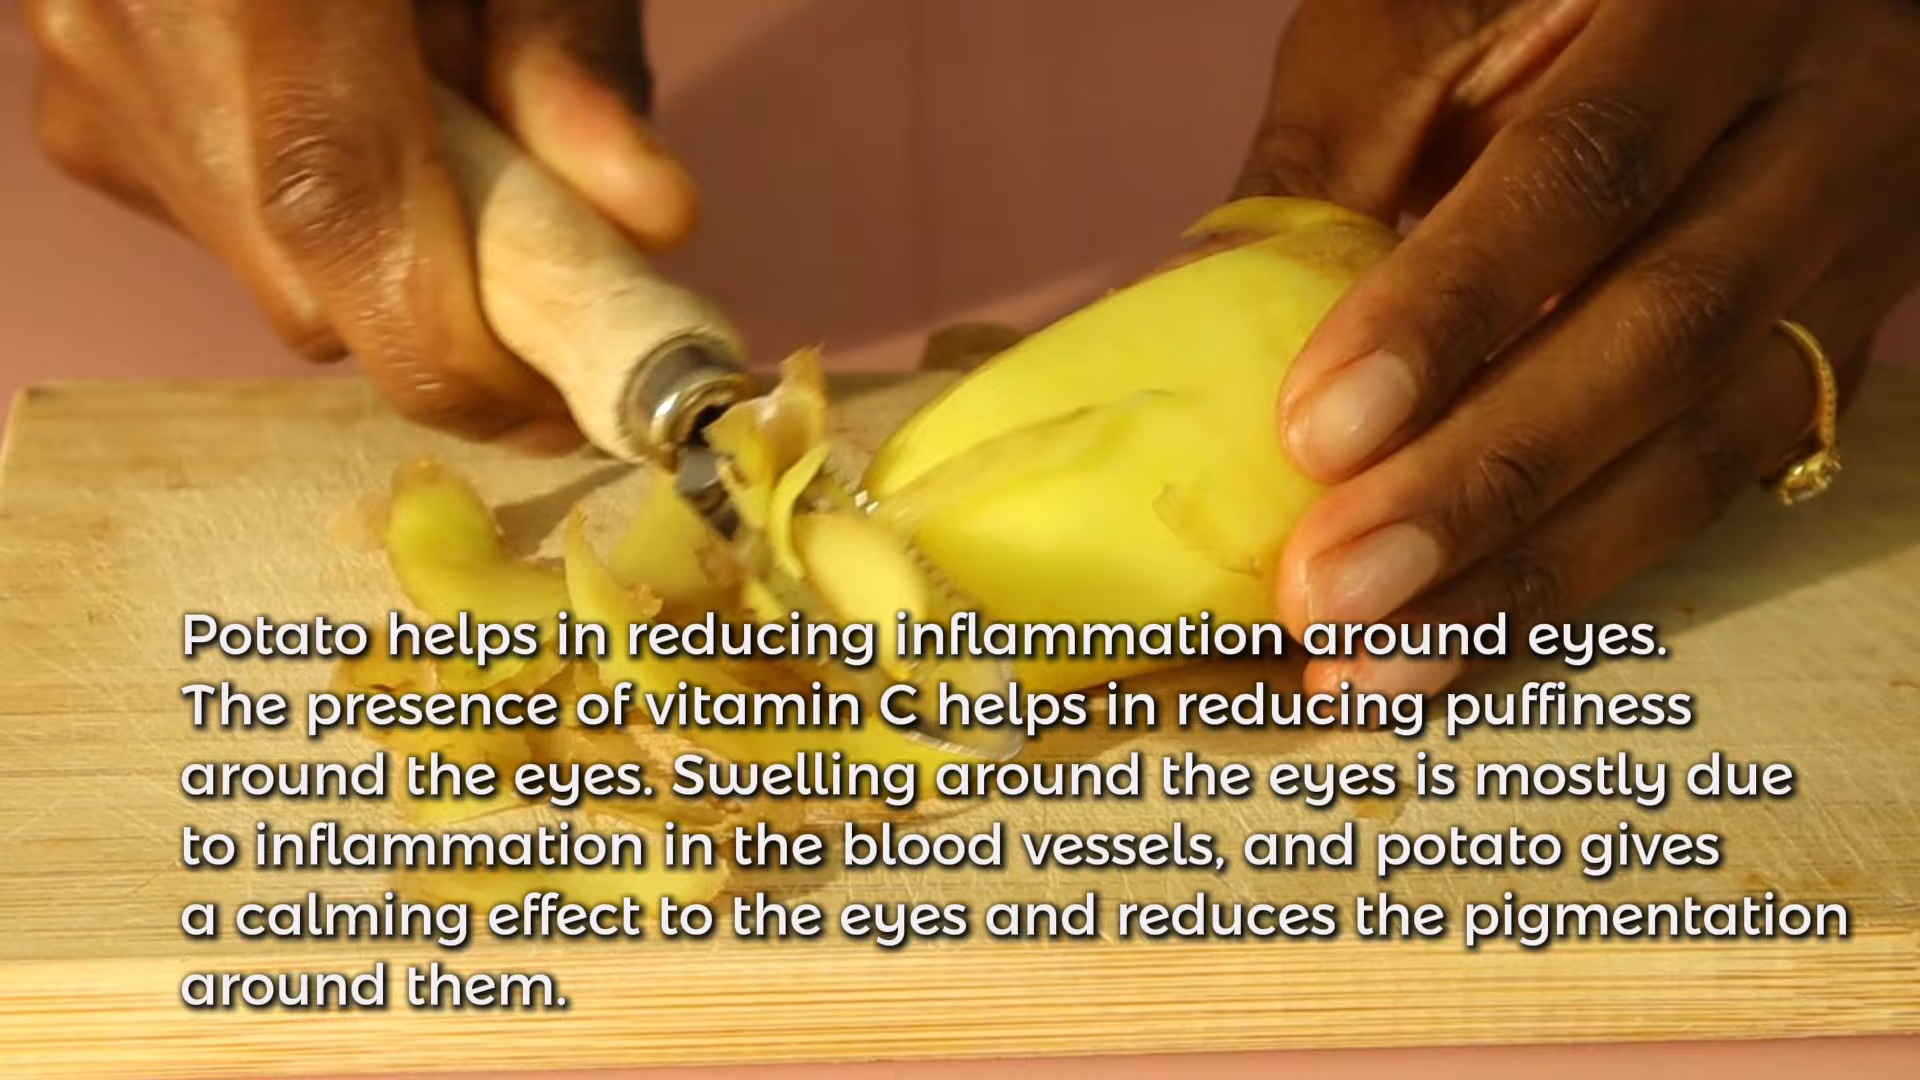 Potato helps in reducing inflammation around eyes.
The presence of vitamin C helps in reducing puffiness
around the eyes. Swelling around the eyes is mostly due
to inflammation in the blood vessels, and potato gives
a calming effect to the eyes and reduces the pigmentation
around them.